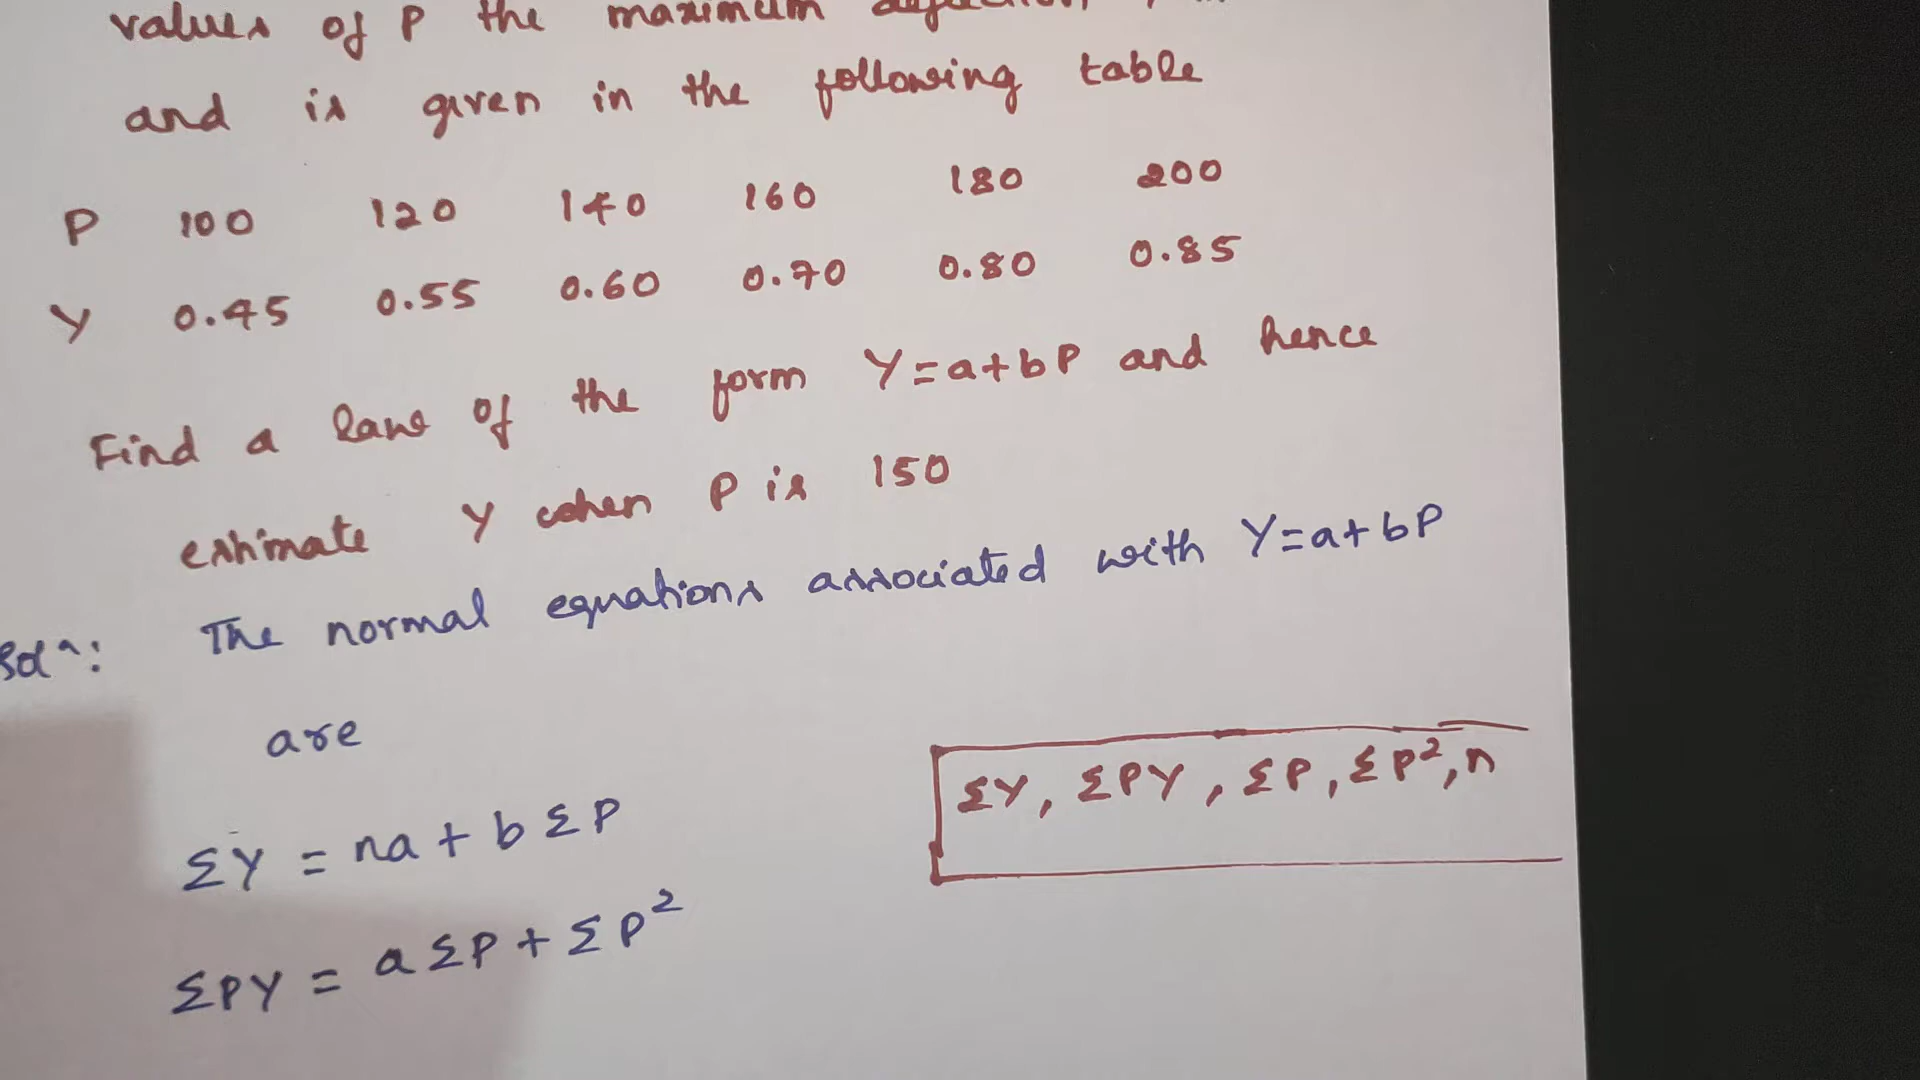 values of P the maximum
and is given in the following table
P 100 120 140 160 180 200
Y 0.45 0.55 0.60 0.70 0.80 0.85
Find a law of the form Y=a+bP and hence
estimate Y when P is 150
Solⁿ: The normal equations associated with Y=a+bP
are
ΣY = na + bΣP
ΣY, ΣPY, ΣP, ΣP², n
ΣPY = aΣP + ΣP²